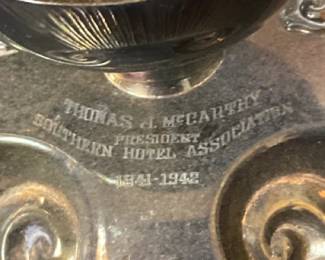 THOMAS J. McCARTHY
PRESIDENT
SOUTHERN HOTEL ASSOCIATION
1941-1942